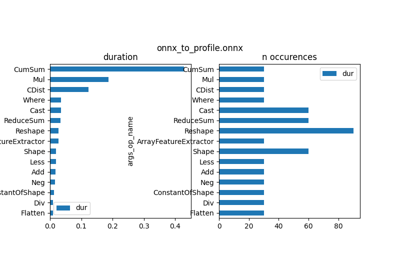 onnx_to_profile.onnx
duration
n occurences
CumSum
Mul
CDist
Where
Cast
ReduceSum
Reshape
Shape
Less
Add
Neg
Div
Flatten
0.0 0.1 0.2 0.3 0.4
dur
args_op_name
CumSum
Mul
CDist
Where
Cast
ReduceSum
Reshape
ArrayFeatureExtractor
Shape
Less
Add
Neg
ConstantOfShape
Div
Flatten
0 20 40 60 80
dur